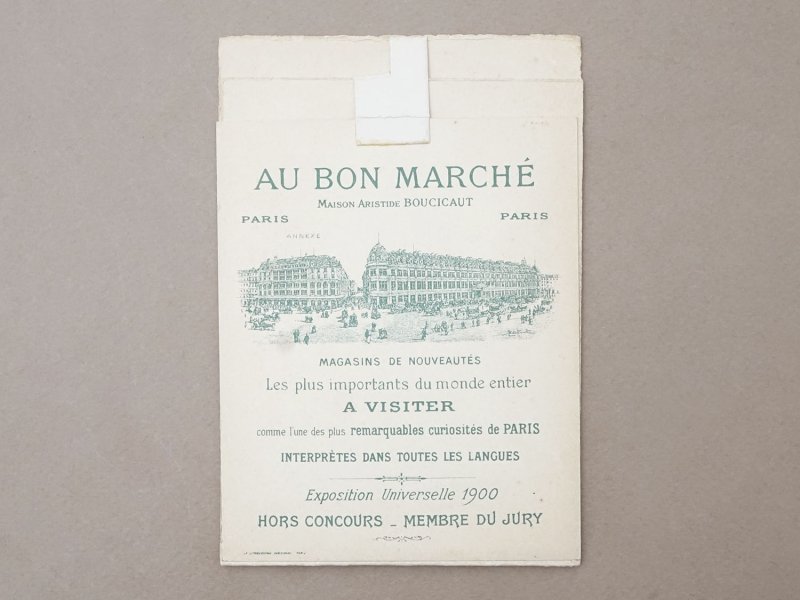 AU BON MARCHÉ
MAISON ARISTIDE BOUCICAUT
PARIS PARIS
ANNEXE
MAGASINS DE NOUVEAUTÉS
Les plus importants du monde entier
A VISITER
comme l'une des plus remarquables curiosités de PARIS
INTERPRÈTES DANS TOUTES LES LANGUES
Exposition Universelle 1900
HORS CONCOURS _ MEMBRE DU JURY